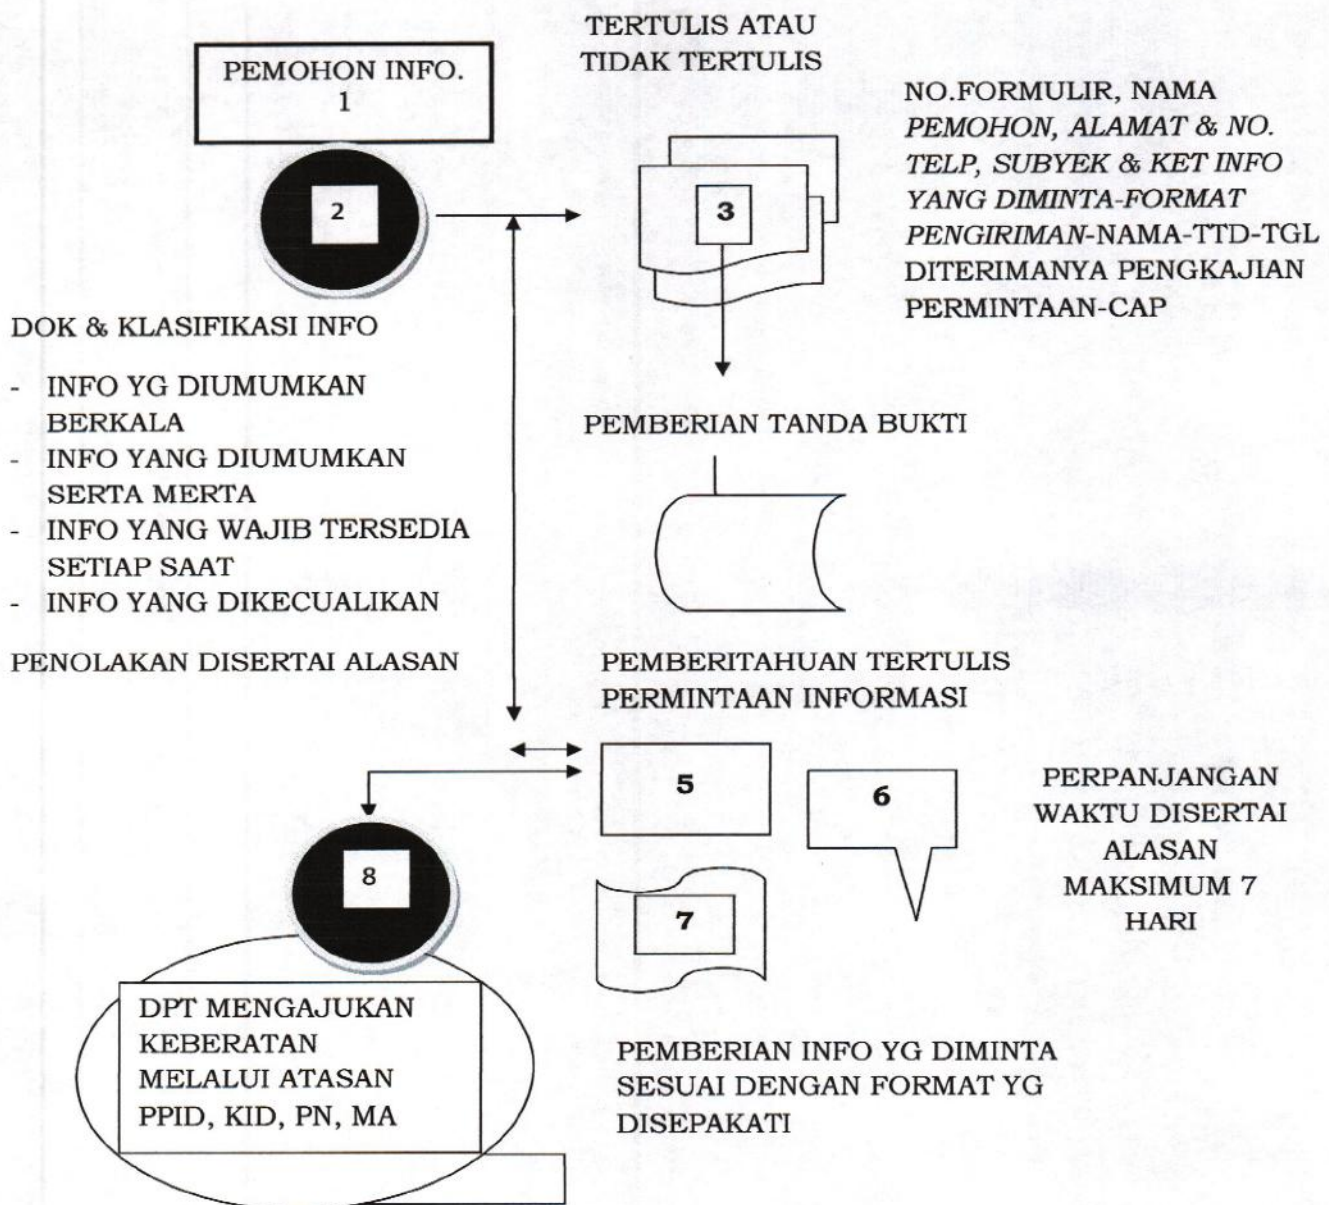 PEMOHON INFO.
1
2
TERTULIS ATAU
TIDAK TERTULIS
3
NO.FORMULIR, NAMA
PEMOHON, ALAMAT & NO.
TELP, SUBYEK & KET INFO
YANG DIMINTA-FORMAT
PENGIRIMAN-NAMA-TTD-TGL
DITERIMANYA PENGKAJIAN
PERMINTAAN-CAP
DOK & KLASIFIKASI INFO
- INFO YG DIUMUMKAN
BERKALA
- INFO YANG DIUMUMKAN
SERTA MERTA
- INFO YANG WAJIB TERSEDIA
SETIAP SAAT
- INFO YANG DIKECUALIKAN
PENOLAKAN DISERTAI ALASAN
PEMBERIAN TANDA BUKTI
PEMBERITAHUAN TERTULIS
PERMINTAAN INFORMASI
5
6
PERPANJANGAN
WAKTU DISERTAI
ALASAN
MAKSIMUM 7
HARI
7
8
DPT MENGAJUKAN
KEBERATAN
MELALUI ATASAN
PPID, KID, PN, MA
PEMBERIAN INFO YG DIMINTA
SESUAI DENGAN FORMAT YG
DISEPAKATI